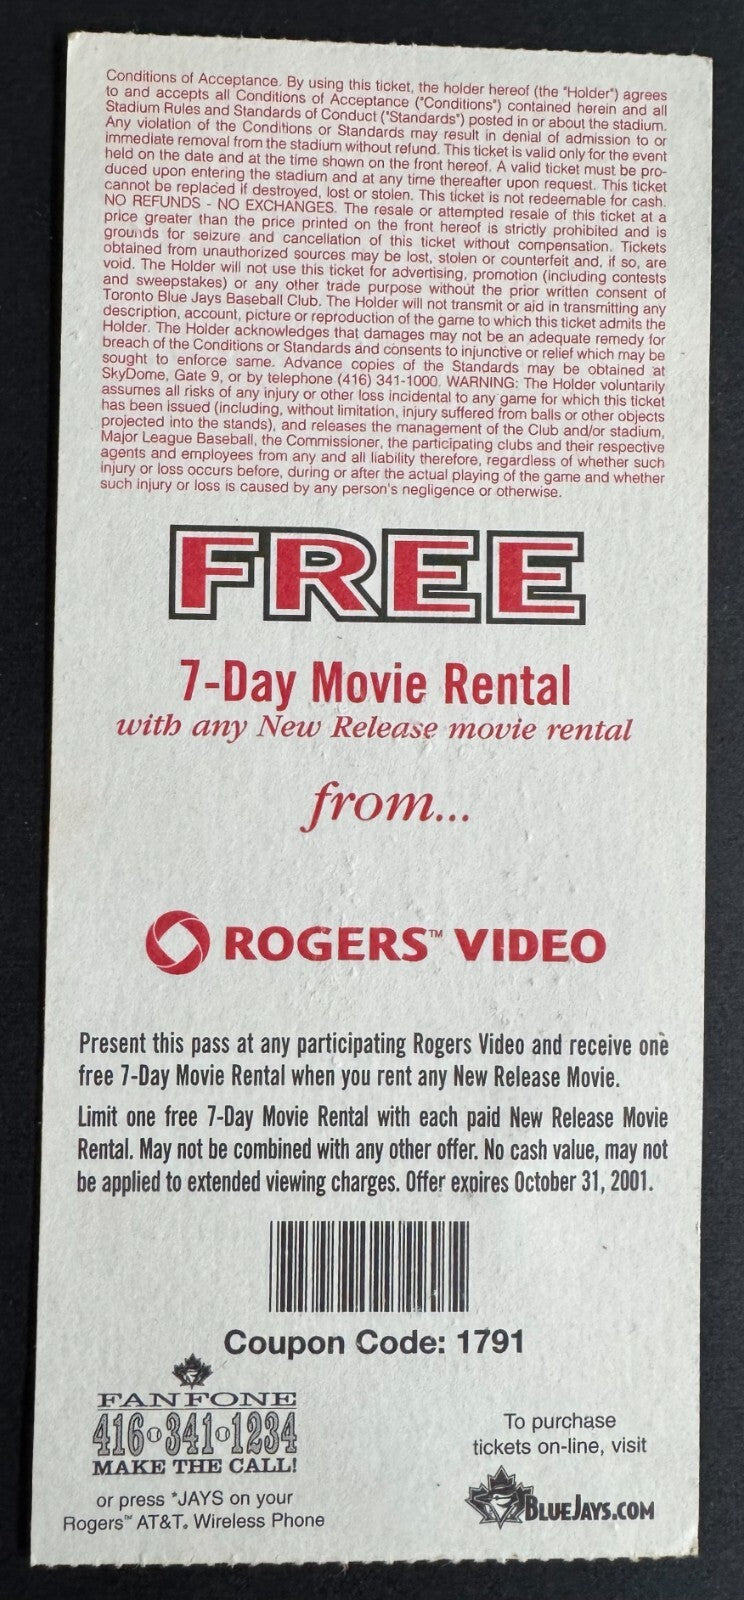 Conditions of Acceptance. By using this ticket, the holder hereof (the "Holder") agrees
to and accepts all Conditions of Acceptance ("Conditions") contained herein and all
Stadium Rules and Standards of Conduct ("Standards") posted in or about the stadium.
Any violation of the Conditions or Standards may result in denial of admission to or
immediate removal from the stadium without refund. This ticket is valid only for the event
held on the date and at the time shown on the front hereof. A valid ticket must be pro-
duced upon entering the stadium and at any time thereafter upon request. This ticket
cannot be replaced if destroyed, lost or stolen. This ticket is not redeemable for cash.
NO REFUNDS - NO EXCHANGES. The resale or attempted resale of this ticket at a
price greater than the price printed on the front hereof is strictly prohibited and is
grounds for seizure and cancellation of this ticket without compensation. Tickets
obtained from unauthorized sources may be lost, stolen or counterfeit and, if so, are
void. The Holder will not use this ticket for advertising, promotion (including contests
and sweepstakes) or any other trade purpose without the prior written consent of
Toronto Blue Jays Baseball Club. The Holder will not transmit or aid in transmitting any
description, account, picture or reproduction of the game to which this ticket admits the
Holder. The Holder acknowledges that damages may not be an adequate remedy for
breach of the Conditions or Standards and consents to injunctive or relief which may be
sought to enforce same. Advance copies of the Standards may be obtained at
SkyDome, Gate 9, or by telephone (416) 341-1000. WARNING: The Holder voluntarily
assumes all risks of any injury or other loss incidental to any game for which this ticket
has been issued (including, without limitation, injury suffered from balls or other objects
projected into the stands), and releases the management of the Club and/or stadium,
Major League Baseball, the Commissioner, the participating clubs and their respective
agents and employees from any and all liability therefore, regardless of whether such
injury or loss occurs before, during or after the actual playing of the game and whether
such injury or loss is caused by any person's negligence or otherwise.
FREE
7-Day Movie Rental
with any New Release movie rental
from...
ROGERS™ VIDEO
Present this pass at any participating Rogers Video and receive one
free 7-Day Movie Rental when you rent any New Release Movie.
Limit one free 7-Day Movie Rental with each paid New Release Movie
Rental. May not be combined with any other offer. No cash value, may not
be applied to extended viewing charges. Offer expires October 31, 2001.
Coupon Code: 1791
FANFONE
416-341-1234
MAKE THE CALL!
or press *JAYS on your
Rogers™ AT&T® Wireless Phone
To purchase
tickets on-line, visit
BLUEJAYS.COM